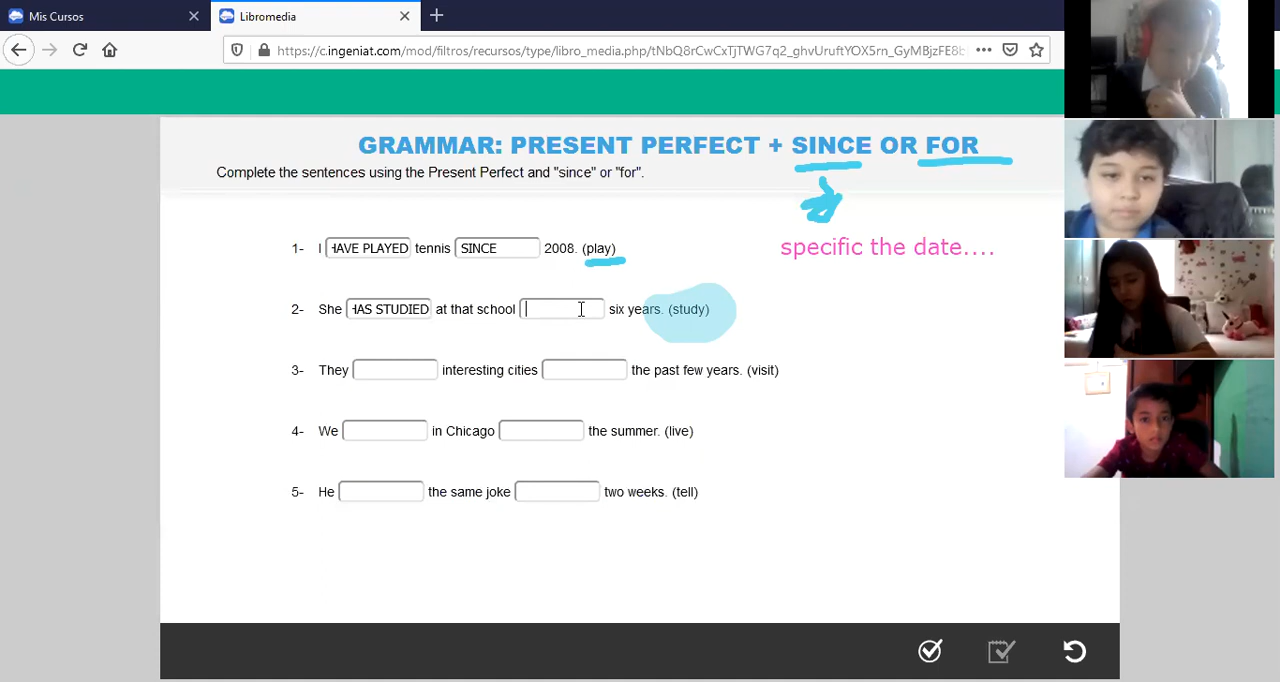 Mis Cursos
Libromedia
https://c.ingeniat.com/mod/filtros/recursos/type/libro_media.php/tNbQ8rCwCxTjTWG7q2_ghvUruftYOX5rn_GyMBjzFE8b
GRAMMAR: PRESENT PERFECT + SINCE OR FOR
Complete the sentences using the Present Perfect and "since" or "for".
1- I HAVE PLAYED tennis SINCE 2008. (play)
specific the date....
2- She HAS STUDIED at that school six years. (study)
3- They interesting cities the past few years. (visit)
4- We in Chicago the summer. (live)
5- He the same joke two weeks. (tell)